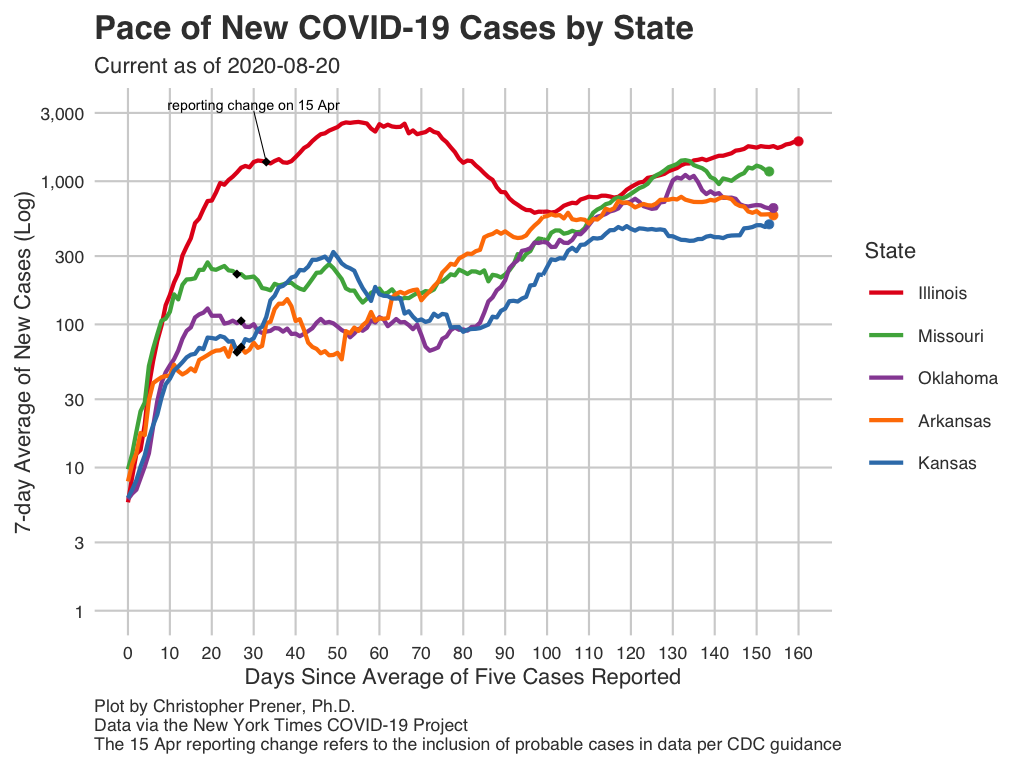 Pace of New COVID-19 Cases by State
Current as of 2020-08-20
reporting change on 15 Apr
3,000
1,000
300
100
30
10
3
1
7-day Average of New Cases (Log)
0 10 20 30 40 50 60 70 80 90 100 110 120 130 140 150 160
Days Since Average of Five Cases Reported
State
Illinois
Missouri
Oklahoma
Arkansas
Kansas
Plot by Christopher Prener, Ph.D.
Data via the New York Times COVID-19 Project
The 15 Apr reporting change refers to the inclusion of probable cases in data per CDC guidance